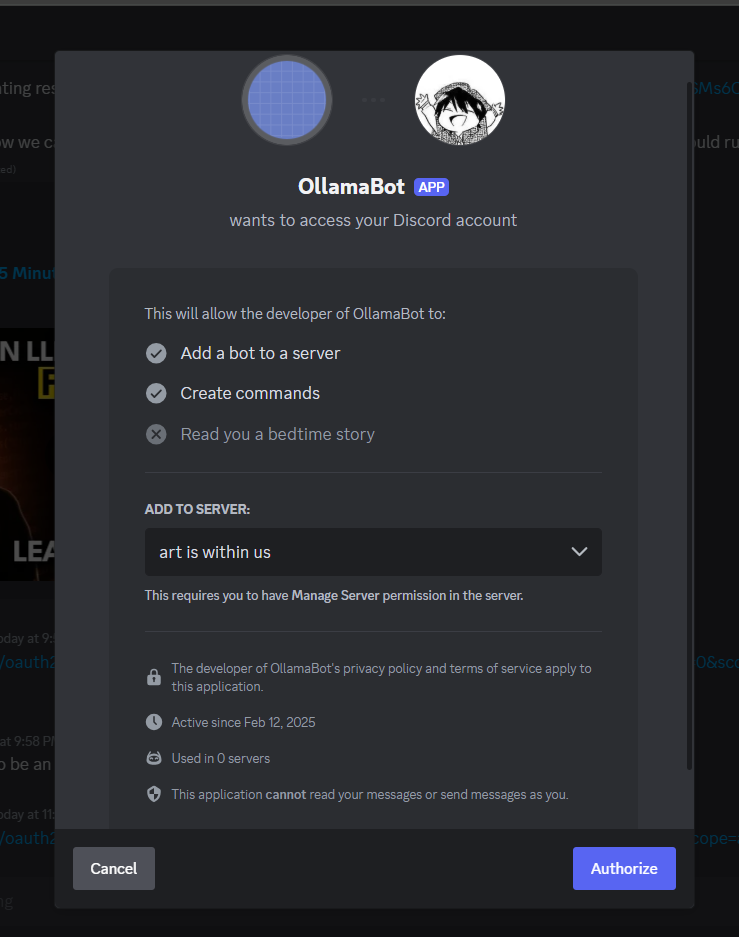 OllamaBot APP
wants to access your Discord account
This will allow the developer of OllamaBot to:
Add a bot to a server
Create commands
Read you a bedtime story
ADD TO SERVER:
art is within us
This requires you to have Manage Server permission in the server.
The developer of OllamaBot's privacy policy and terms of service apply to
this application.
Active since Feb 12, 2025
Used in 0 servers
This application cannot read your messages or send messages as you.
Cancel
Authorize